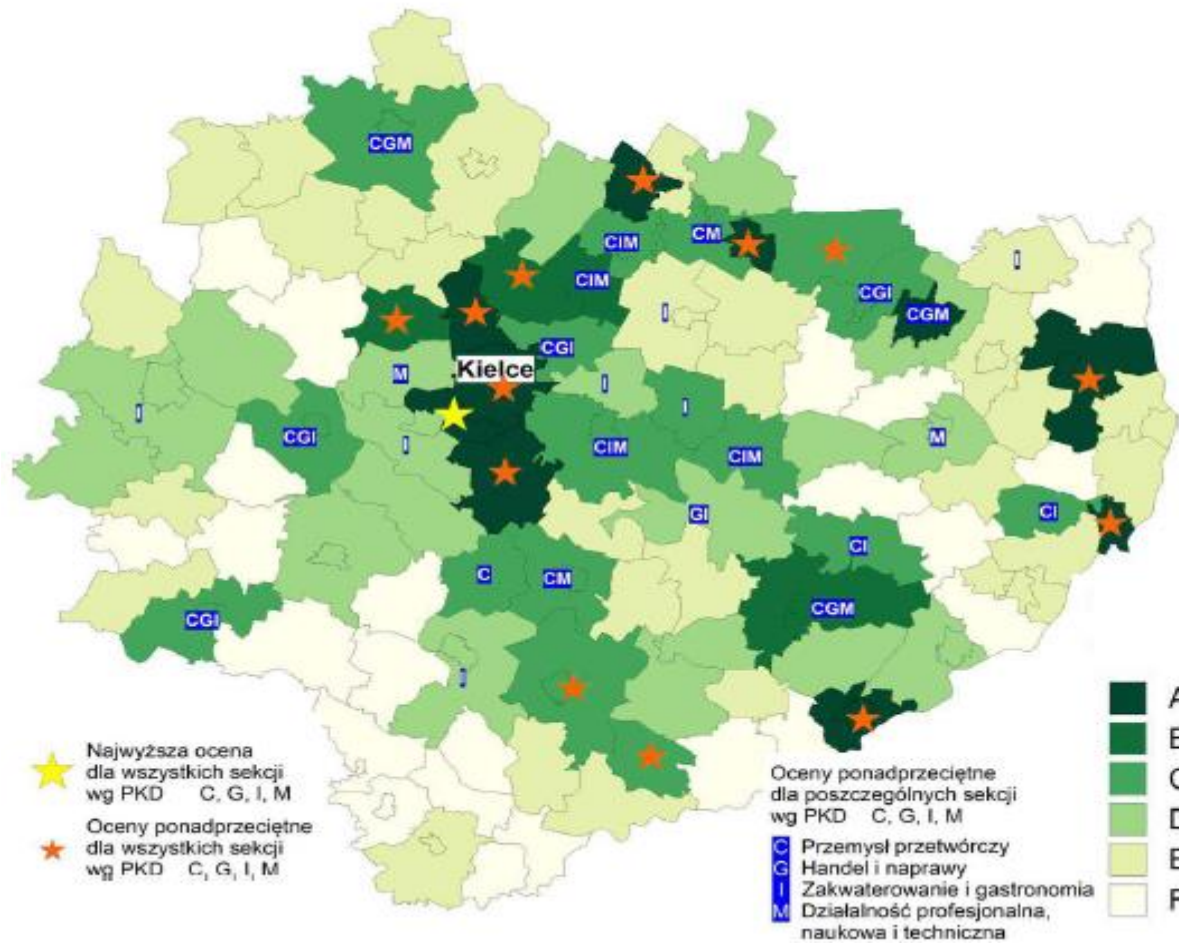 CGM
CIM
CM
I
CIM
CGI
CGM
CGI
M
Kielce
I
I
I
CGI
I
CIM
CIM
M
GI
CI
CI
C
CM
CGM
CGI
I
Najwyższa ocena
dla wszystkich sekcji
wg PKD C, G, I, M
Oceny ponadprzeciętne
dla wszystkich sekcji
wg PKD C, G, I, M
Oceny ponadprzeciętne
dla poszczególnych sekcji
wg PKD C, G, I, M
C Przemysł przetwórczy
G Handel i naprawy
I Zakwaterowanie i gastronomia
M Działalność profesjonalna,
naukowa i techniczna
A
D
E
F